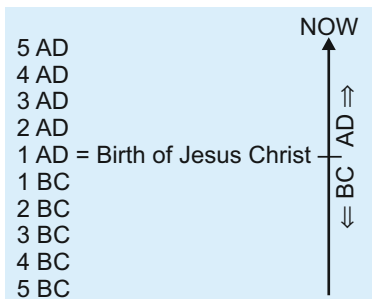 NOW
5 AD
4 AD
3 AD
2 AD
1 AD = Birth of Jesus Christ
1 BC
2 BC
3 BC
4 BC
5 BC
⇐ BC AD ⇒